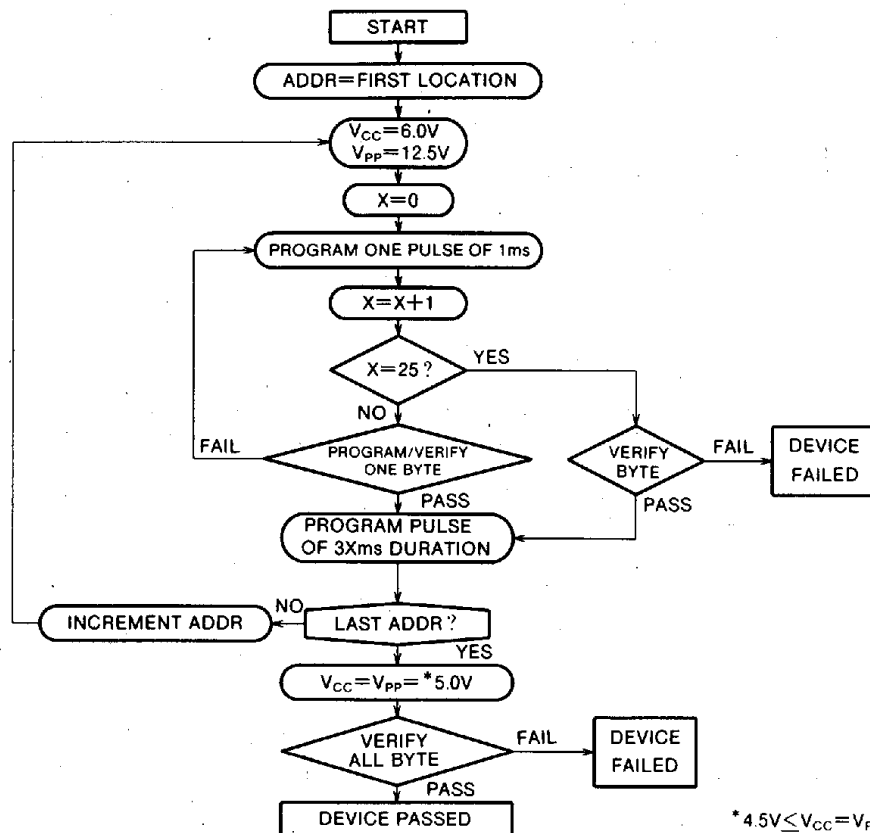 START
ADDR=FIRST LOCATION
VCC=6.0V
VPP=12.5V
X=0
PROGRAM ONE PULSE OF 1ms
X=X+1
X=25?
YES
NO
FAIL
PROGRAM/VERIFY
ONE BYTE
VERIFY
BYTE
FAIL
DEVICE
FAILED
PASS
PASS
PROGRAM PULSE
OF 3Xms DURATION
INCREMENT ADDR
NO
LAST ADDR?
YES
VCC=VPP=*5.0V
VERIFY
ALL BYTE
FAIL
DEVICE
FAILED
PASS
DEVICE PASSED
*4.5V≤VCC=